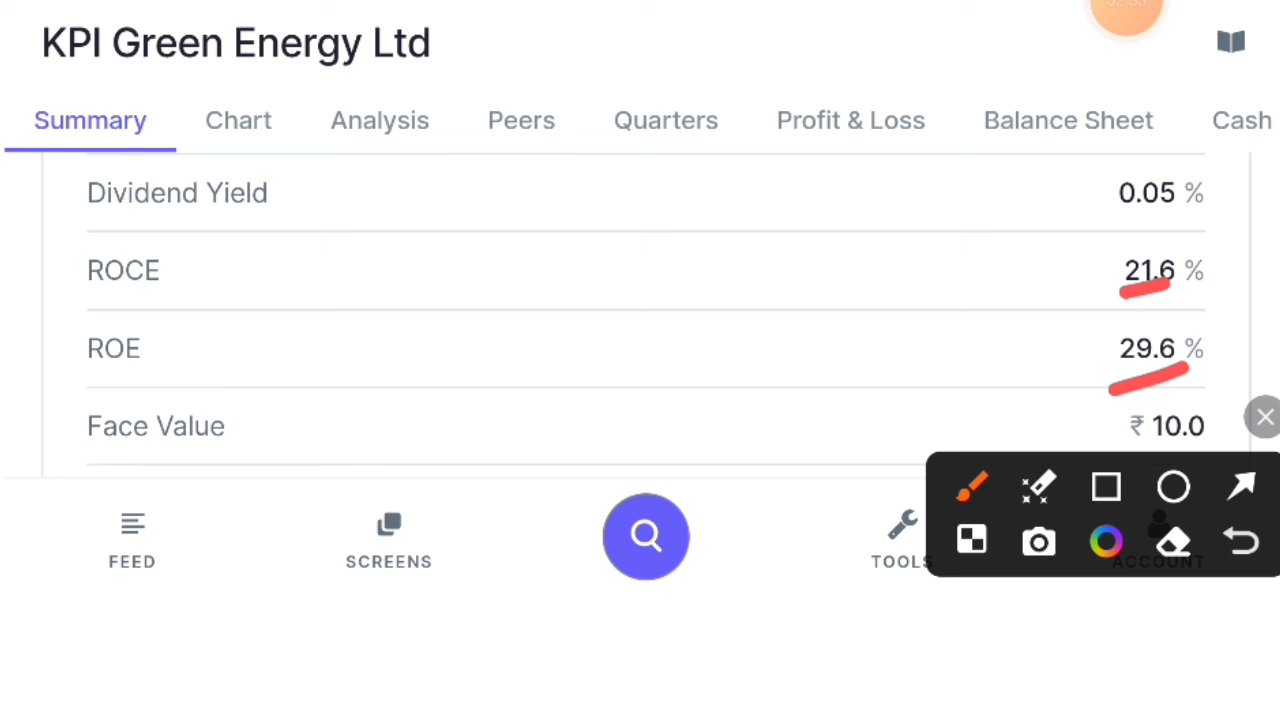 KPI Green Energy Ltd
Summary Chart Analysis Peers Quarters Profit & Loss Balance Sheet Cash
Dividend Yield 0.05 %
ROCE 21.6 %
ROE 29.6 %
Face Value ₹ 10.0
FEED SCREENS TOOLS ACCOUNT